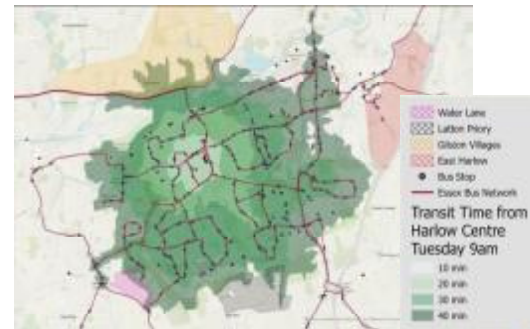 Water Lane
Latton Priory
Gilston Villages
East Harlow
Bus Stop
Essex Bus Network
Transit Time from
Harlow Centre
Tuesday 9am
10 min
20 min
30 min
40 min